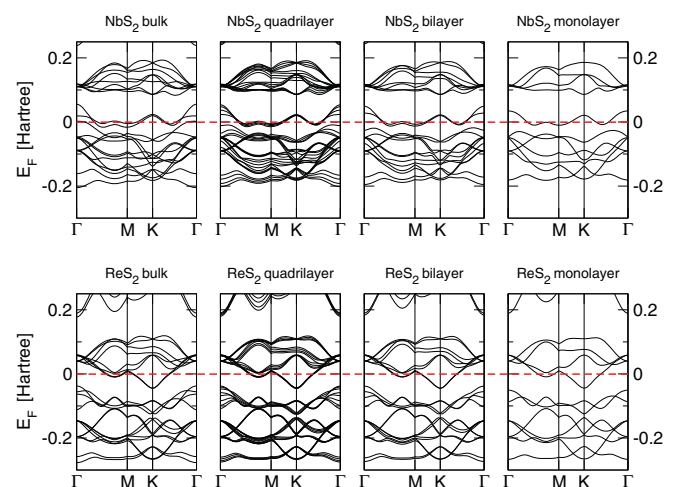 NbS2 bulk NbS2 quadrilayer NbS2 bilayer NbS2 monolayer
0.2 0.2
0 0
-0.2 -0.2
EF [Hartree]
Γ M K Γ Γ M K Γ Γ M K Γ Γ M K Γ
ReS2 bulk ReS2 quadrilayer ReS2 bilayer ReS2 monolayer
0.2 0.2
0 0
-0.2 -0.2
EF [Hartree]
Γ M K Γ Γ M K Γ Γ M K Γ Γ M K Γ